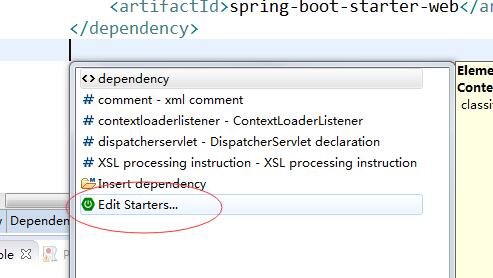 <artifactId>spring-boot-starter-web</ar
</dependency>
<> dependency
# comment - xml comment
# contextloaderlistener - ContextLoaderListener
# dispatcherservlet - DispatcherServlet declaration
# XSL processing instruction - XSL processing instruction
Insert dependency
Edit Starters...
Eleme
Conte
classi
Dependen